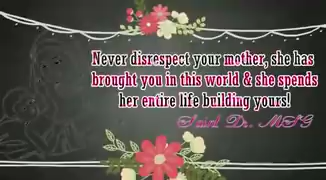 Never disrespect your mother, she has
brought you in this world & she spends
her entire life building yours!
Saint Dr. MSG